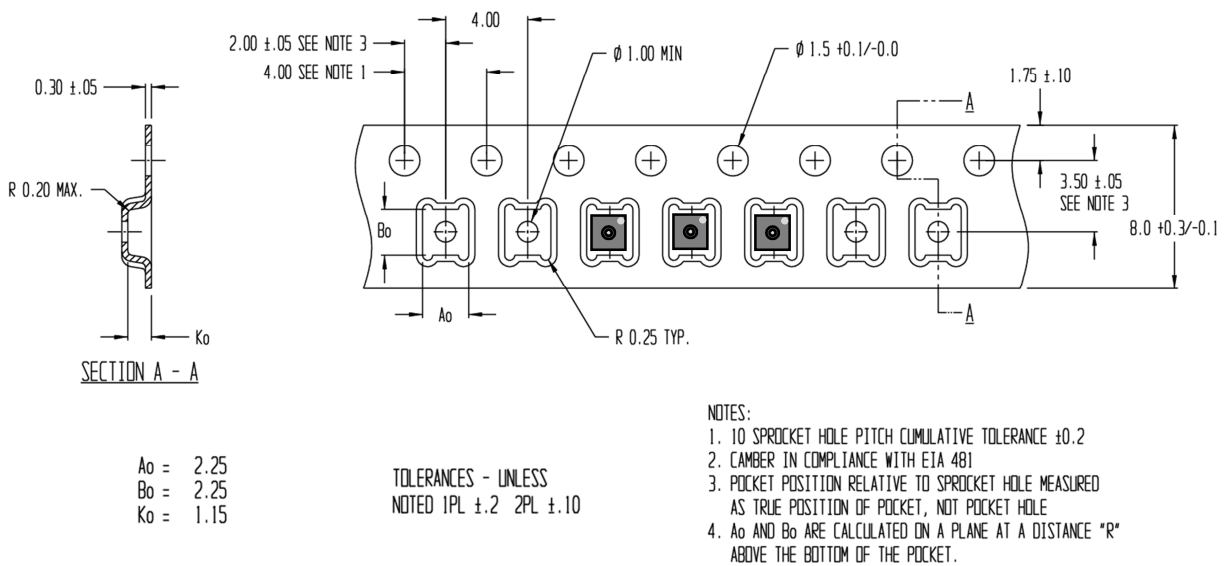 4.00
2.00 ±.05 SEE NOTE 3
4.00 SEE NOTE 1
Ø 1.00 MIN
Ø 1.5 +0.1/-0.0
1.75 ±.10
0.30 ±.05
A
R 0.20 MAX.
Bo
3.50 ±.05
SEE NOTE 3
8.0 +0.3/-0.1
Ao
A
Ko
R 0.25 TYP.
SECTION A - A
Ao = 2.25
Bo = 2.25
Ko = 1.15
TOLERANCES - UNLESS
NOTED 1PL ±.2 2PL ±.10
NOTES:
1. 10 SPROCKET HOLE PITCH CUMULATIVE TOLERANCE ±0.2
2. CAMBER IN COMPLIANCE WITH EIA 481
3. POCKET POSITION RELATIVE TO SPROCKET HOLE MEASURED
AS TRUE POSITION OF POCKET, NOT POCKET HOLE
4. Ao AND Bo ARE CALCULATED ON A PLANE AT A DISTANCE "R"
ABOVE THE BOTTOM OF THE POCKET.